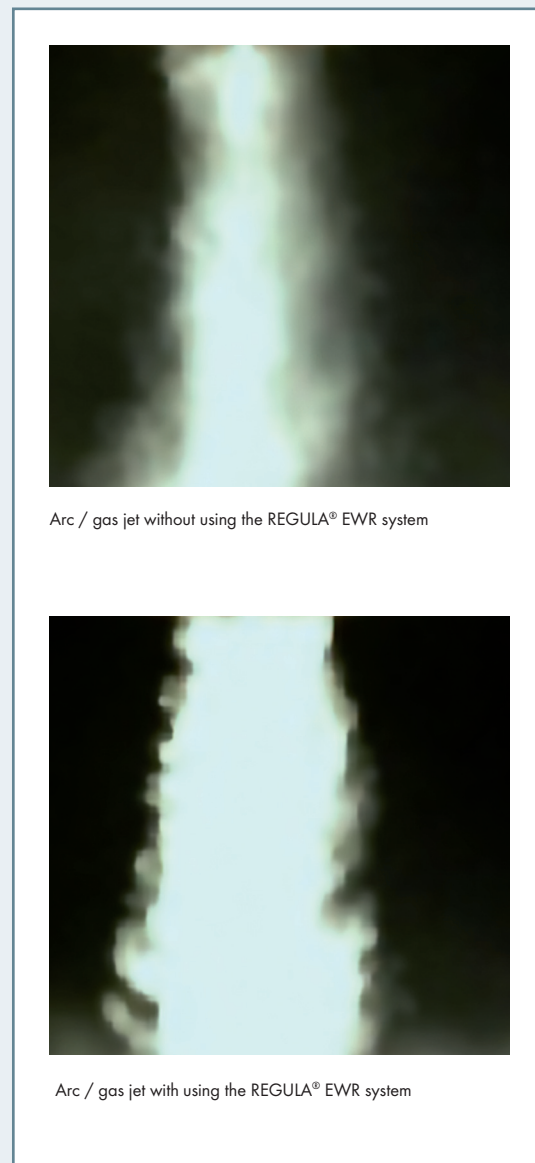 Arc / gas jet without using the REGULA® EWR system
Arc / gas jet with using the REGULA® EWR system